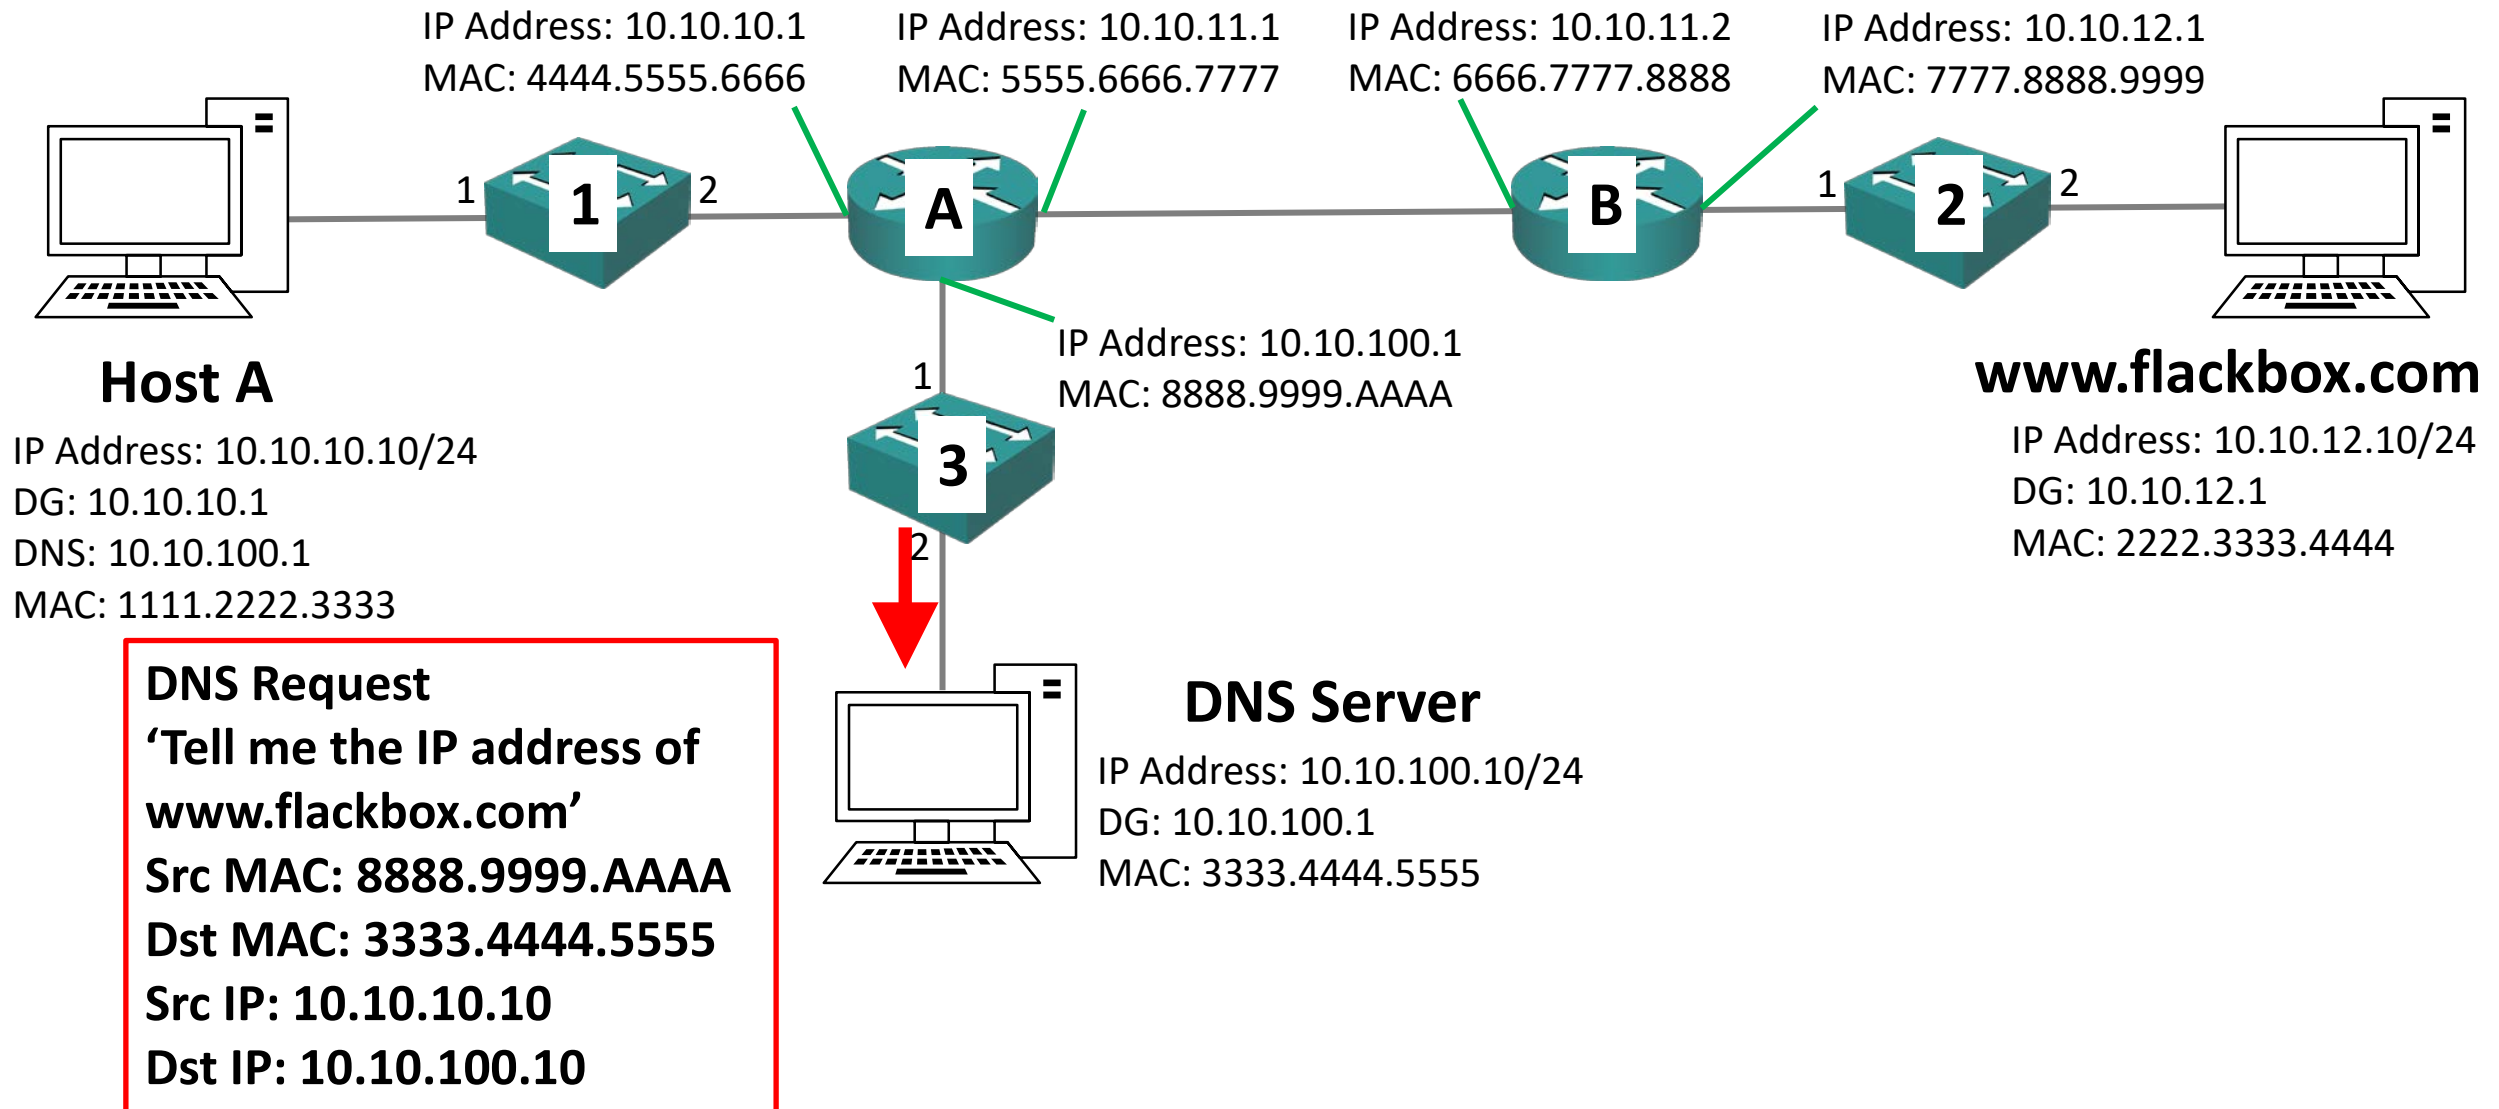 IP Address: 10.10.10.1
MAC: 4444.5555.6666
IP Address: 10.10.11.1
MAC: 5555.6666.7777
IP Address: 10.10.11.2
MAC: 6666.7777.8888
IP Address: 10.10.12.1
MAC: 7777.8888.9999
1
1
2
A
B
1
2
2
IP Address: 10.10.100.1
MAC: 8888.9999.AAAA
1
3
2
Host A
IP Address: 10.10.10.10/24
DG: 10.10.10.1
DNS: 10.10.100.1
MAC: 1111.2222.3333
www.flackbox.com
IP Address: 10.10.12.10/24
DG: 10.10.12.1
MAC: 2222.3333.4444
DNS Request
‘Tell me the IP address of
www.flackbox.com’
Src MAC: 8888.9999.AAAA
Dst MAC: 3333.4444.5555
Src IP: 10.10.10.10
Dst IP: 10.10.100.10
DNS Server
IP Address: 10.10.100.10/24
DG: 10.10.100.1
MAC: 3333.4444.5555